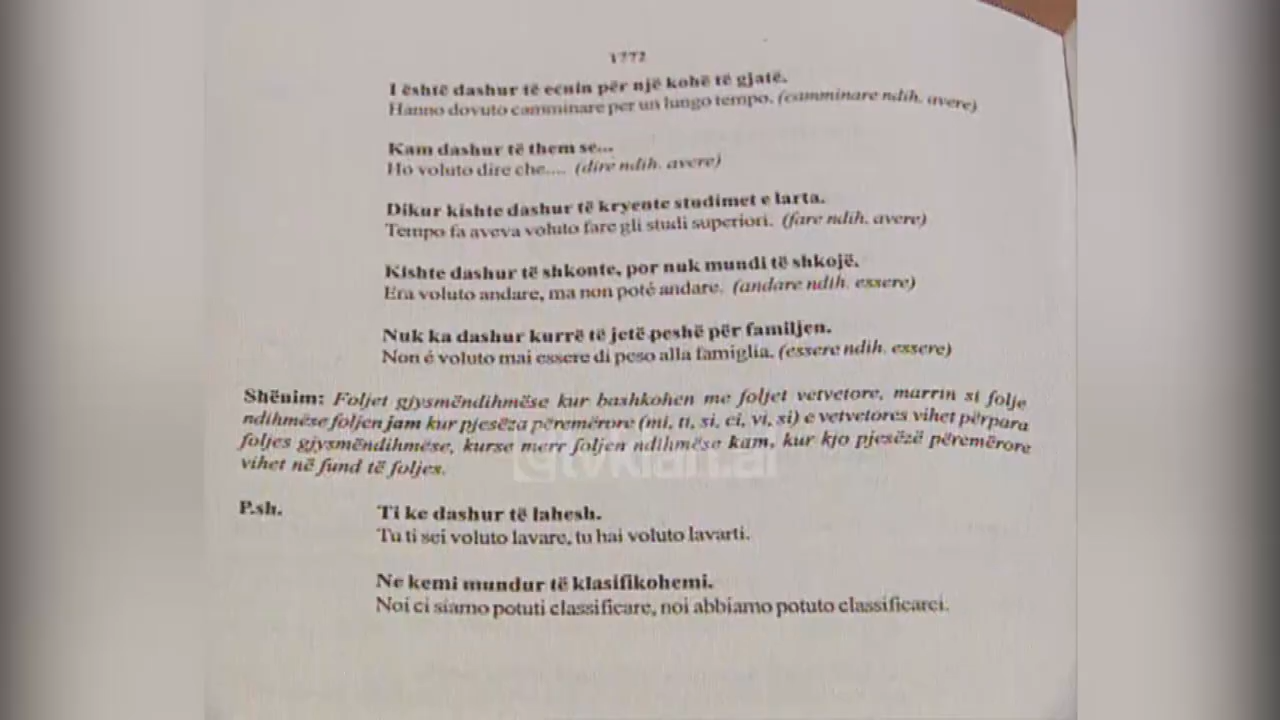 1772
I është dashur të ecnin për një kohë të gjatë.
Hanno dovuto camminare per un lungo tempo. (camminare ndih. avere)
Kam dashur të them se...
Ho voluto dire che.... (dire ndih. avere)
Dikur kishte dashur të kryente studimet e larta.
Tempo fa aveva voluto fare gli studi superiori. (fare ndih. avere)
Kishte dashur të shkonte, por nuk mundi të shkojë.
Era voluto andare, ma non poté andare. (andare ndih. essere)
Nuk ka dashur kurrë të jetë peshë për familjen.
Non é voluto mai essere di peso alla famiglia. (essere ndih. essere)
Shënim: Foljet gjysmëndihmëse kur bashkohen me foljet vetvetore, marrin si folje
ndihmëse foljen jam kur pjesëza përemërore (mi, ti, si, ci, vi, si) e vetvetores vihet përpara
foljes gjysmëndihmëse, kurse merr foljen ndihmëse kam, kur kjo pjesëzë përemërore
vihet në fund të foljes.
tvklan.al
P.sh. Ti ke dashur të lahesh.
Tu ti sei voluto lavare, tu hai voluto lavarti.
Ne kemi mundur të klasifikohemi.
Noi ci siamo potuti classificare, noi abbiamo potuto classificarci.